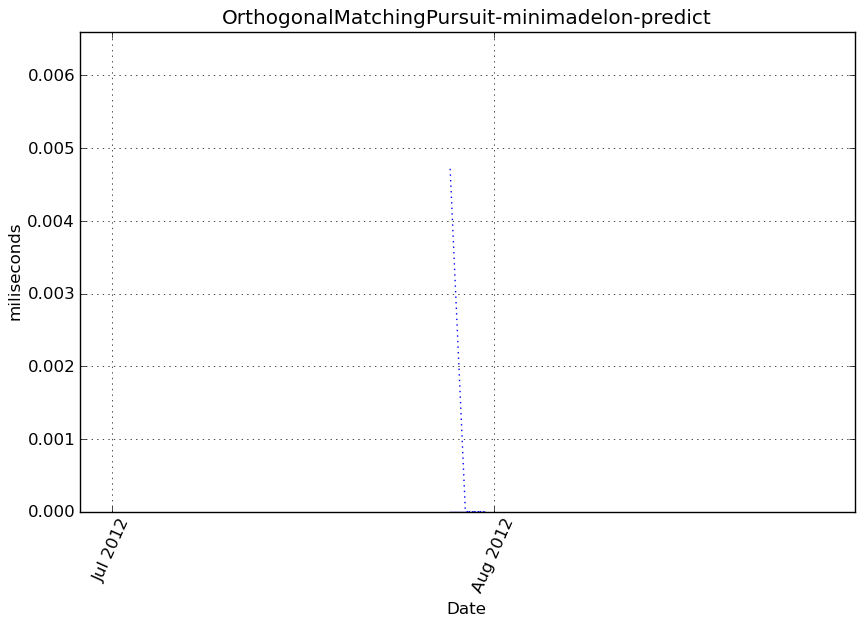 OrthogonalMatchingPursuit-minimadelon-predict
0.006
0.005
0.004
0.003
0.002
0.001
0.000
miliseconds
Jul 2012
Aug 2012
Date